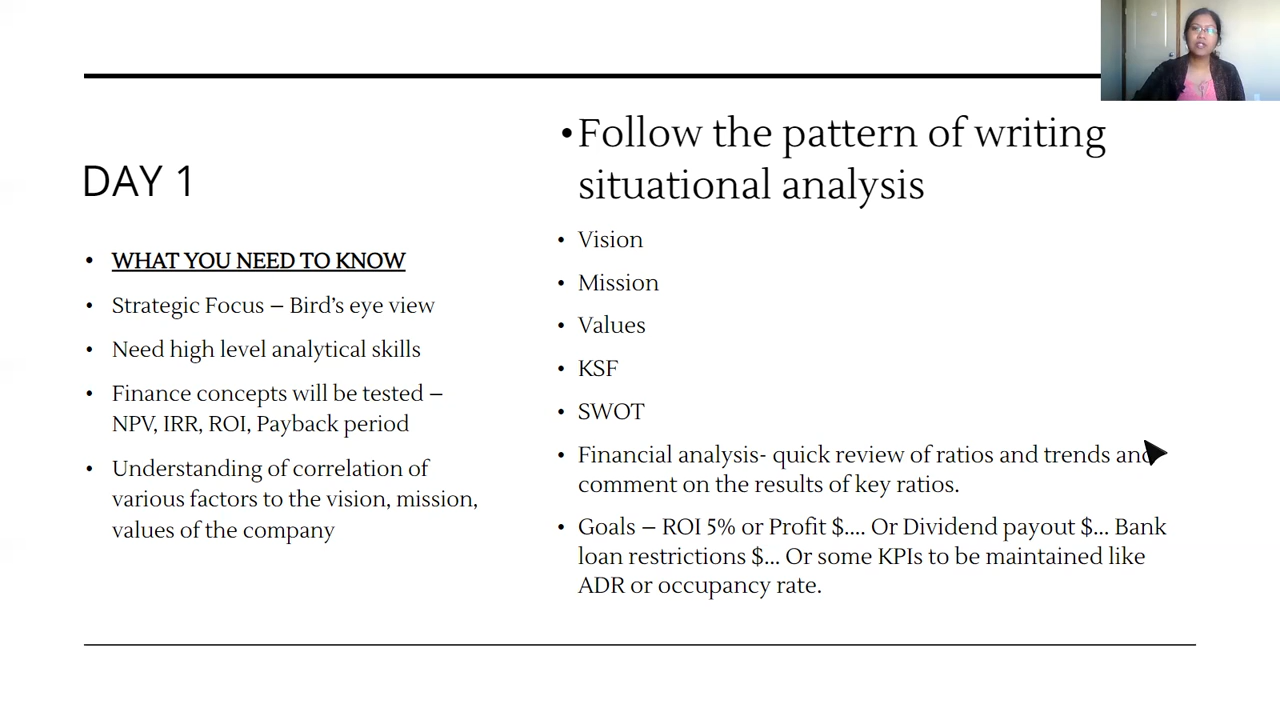 DAY 1
• WHAT YOU NEED TO KNOW
• Strategic Focus – Bird's eye view
• Need high level analytical skills
• Finance concepts will be tested –
NPV, IRR, ROI, Payback period
• Understanding of correlation of
various factors to the vision, mission,
values of the company
• Follow the pattern of writing
situational analysis
• Vision
• Mission
• Values
• KSF
• SWOT
• Financial analysis- quick review of ratios and trends and
comment on the results of key ratios.
• Goals – ROI 5% or Profit $.... Or Dividend payout $... Bank
loan restrictions $... Or some KPIs to be maintained like
ADR or occupancy rate.